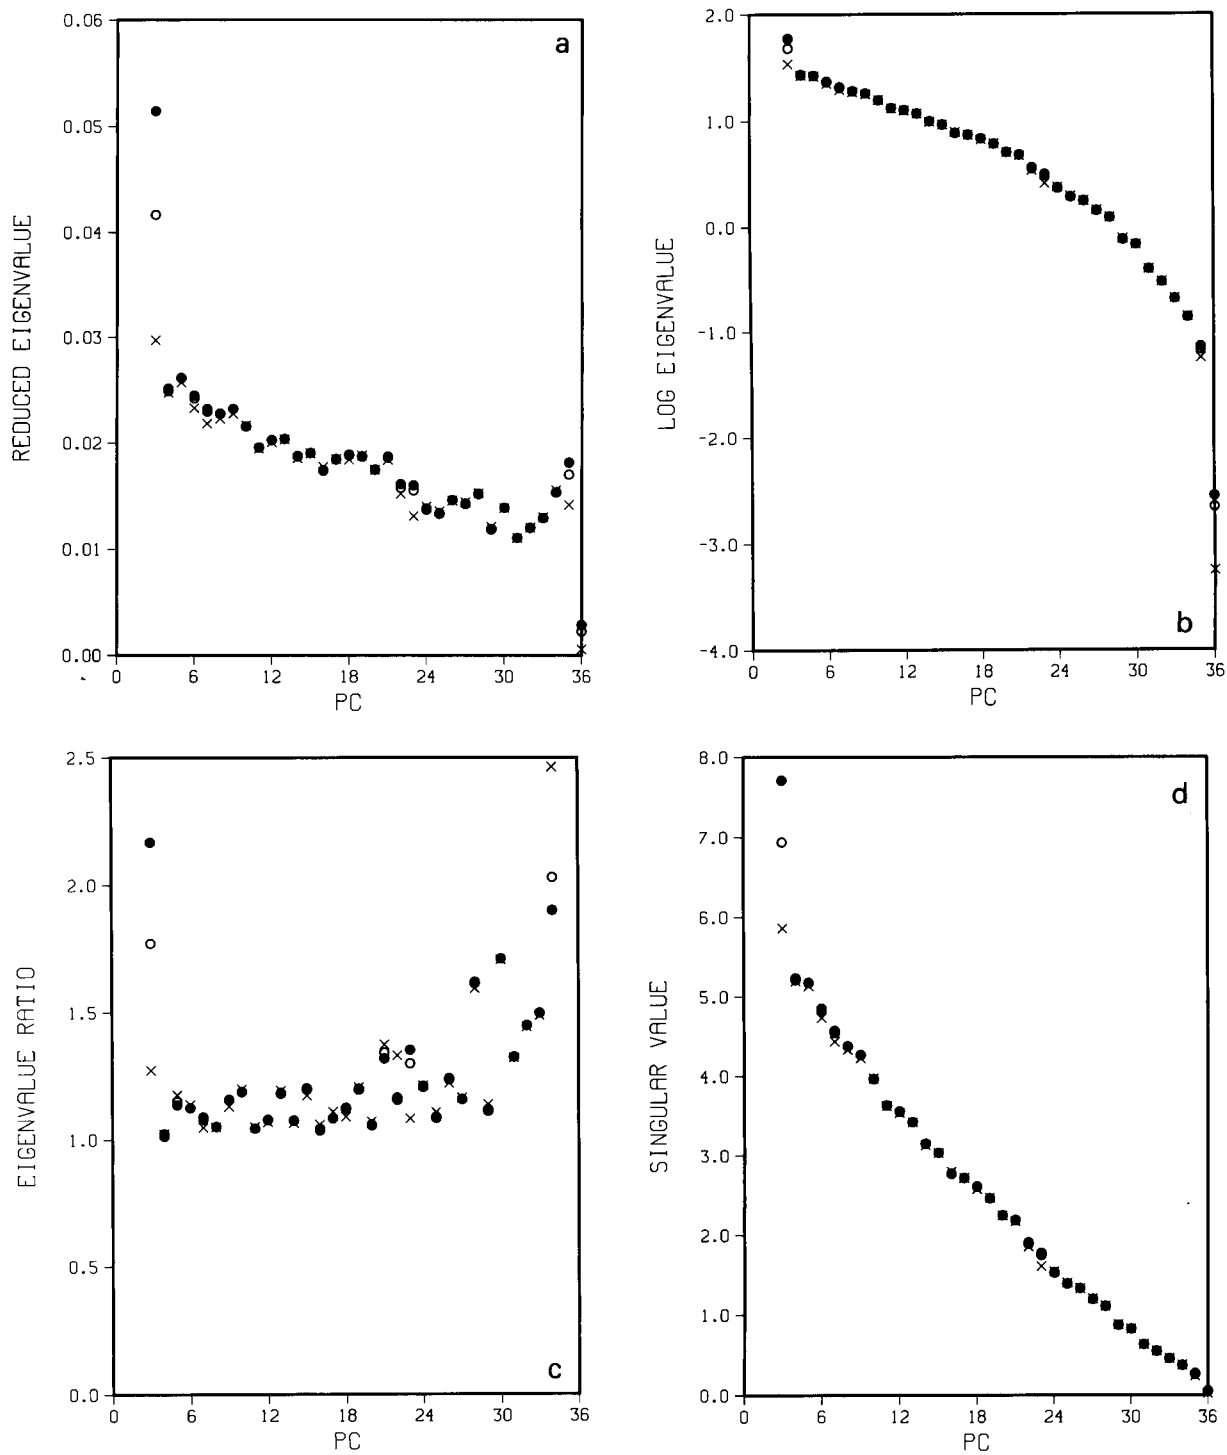 0.06
0.05
0.04
0.03
0.02
0.01
0.00
REDUCED EIGENVALUE
a
0 6 12 18 24 30 36
PC
2.0
1.0
0.0
-1.0
-2.0
-3.0
-4.0
LOG EIGENVALUE
b
0 6 12 18 24 30 36
PC
2.5
2.0
1.5
1.0
0.5
0.0
EIGENVALUE RATIO
c
0 6 12 18 24 30 36
PC
8.0
7.0
6.0
5.0
4.0
3.0
2.0
1.0
0.0
SINGULAR VALUE
d
0 6 12 18 24 30 36
PC